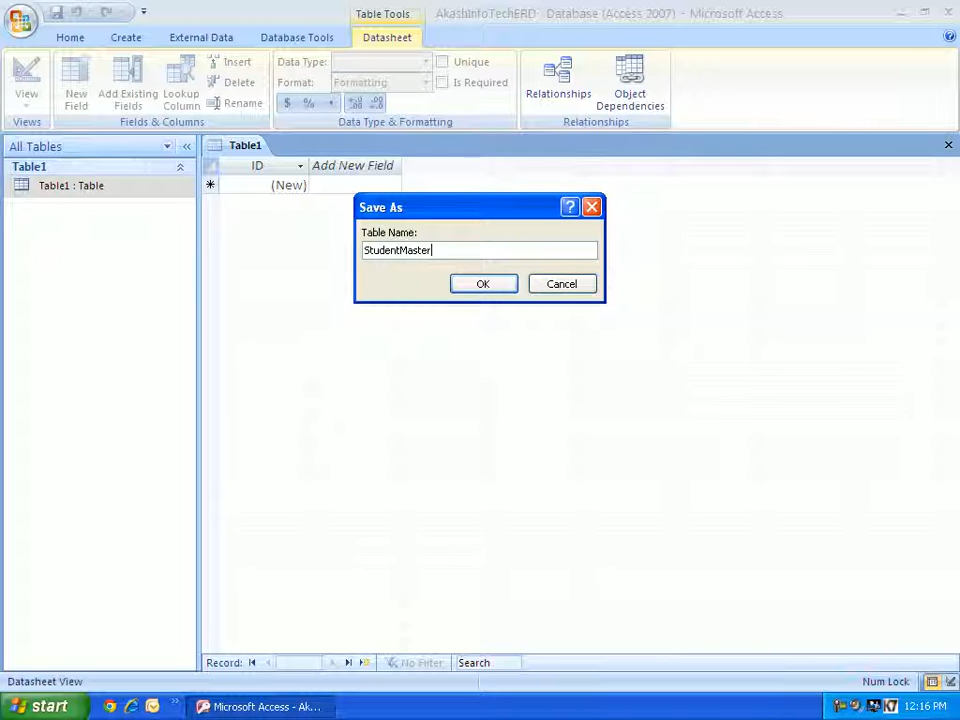 Table Tools
AkashInfoTechERD - Database (Access 2007) - Microsoft Access
Home
Create
External Data
Database Tools
Datasheet
View
New Field
Add Existing Fields
Lookup Column
Insert
Delete
Rename
Data Type:
Format:
Formatting
$
%
Unique
Is Required
Relationships
Object Dependencies
Views
Fields & Columns
Data Type & Formatting
Relationships
All Tables
«
Table1
Table1 : Table
Table1
ID
Add New Field
(New)
Save As
Table Name:
StudentMaster
OK
Cancel
Record:
No Filter
Search
Datasheet View
Num Lock
start
Microsoft Access - Ak...
12:16 PM